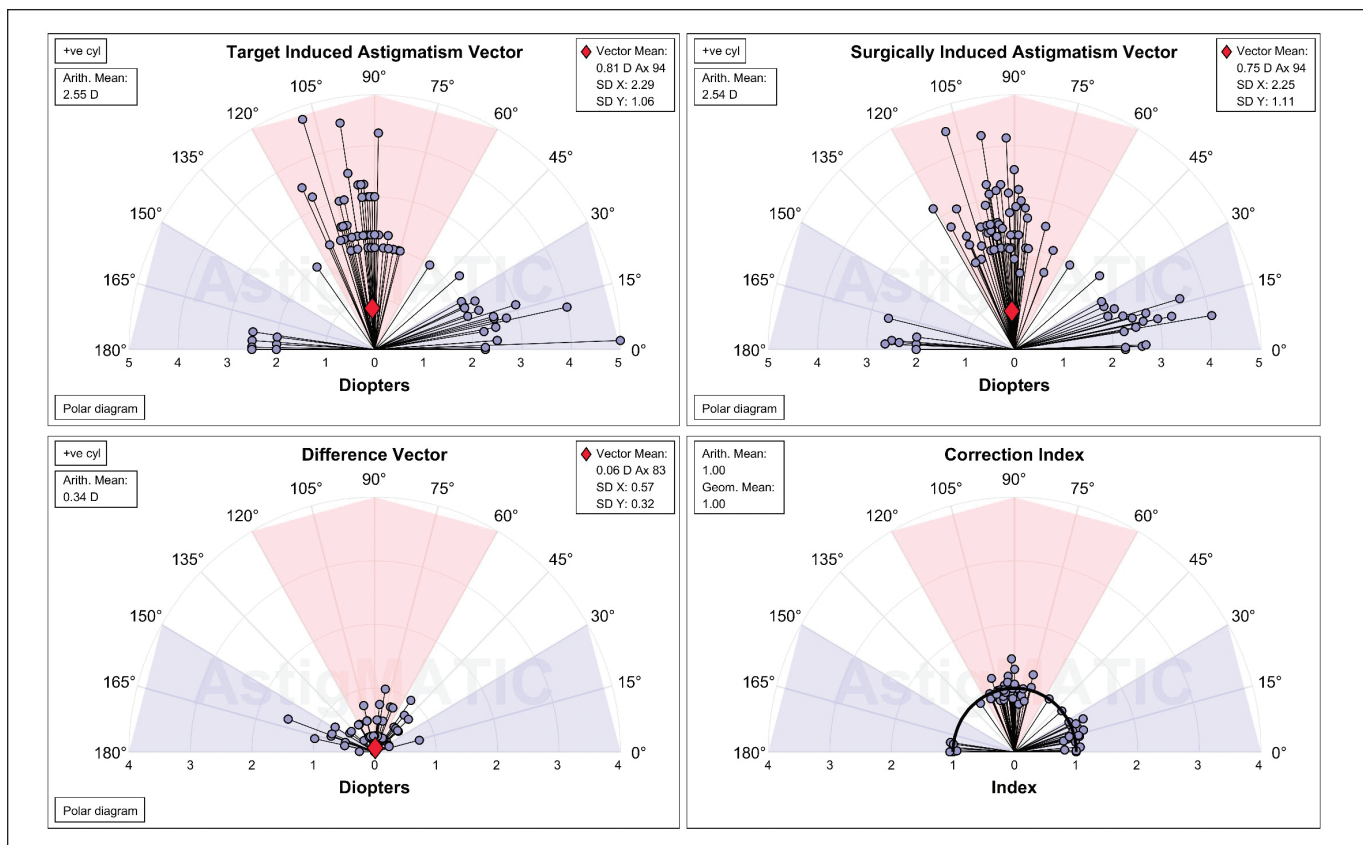 +ve cyl
Arith. Mean:
2.55 D
Target Induced Astigmatism Vector
Vector Mean:
0.81 D Ax 94
SD X: 2.29
SD Y: 1.06
90°
105°
75°
120°
60°
135°
45°
150°
30°
165°
15°
180°
0°
AstigMATIC
5 4 3 2 1 0 1 2 3 4 5
Diopters
Polar diagram
+ve cyl
Arith. Mean:
2.54 D
Surgically Induced Astigmatism Vector
Vector Mean:
0.75 D Ax 94
SD X: 2.25
SD Y: 1.11
90°
105°
75°
120°
60°
135°
45°
150°
30°
165°
15°
180°
0°
AstigMATIC
5 4 3 2 1 0 1 2 3 4 5
Diopters
Polar diagram
+ve cyl
Arith. Mean:
0.34 D
Difference Vector
Vector Mean:
0.06 D Ax 83
SD X: 0.57
SD Y: 0.32
90°
105°
75°
120°
60°
135°
45°
150°
30°
165°
15°
180°
0°
AstigMATIC
4 3 2 1 0 1 2 3 4
Diopters
Polar diagram
Arith. Mean:
1.00
Geom. Mean:
1.00
Correction Index
90°
105°
75°
120°
60°
135°
45°
150°
30°
165°
15°
180°
0°
AstigMATIC
4 3 2 1 0 1 2 3 4
Index